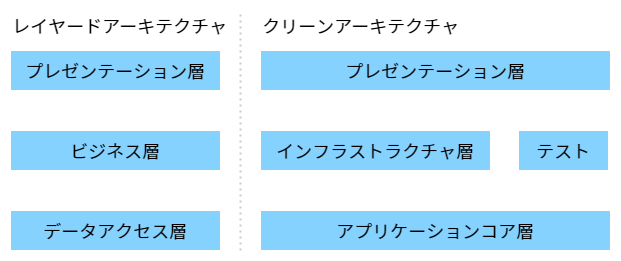 レイヤードアーキテクチャ
プレゼンテーション層
ビジネス層
データアクセス層
クリーンアーキテクチャ
プレゼンテーション層
インフラストラクチャ層
テスト
アプリケーションコア層